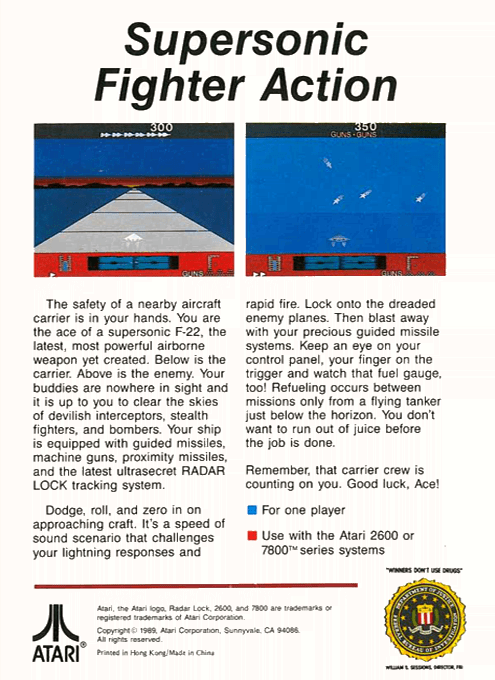 Supersonic
Fighter Action
300
GUNS
350
GUNS-GUNS
GUNS
The safety of a nearby aircraft
carrier is in your hands. You are
the ace of a supersonic F-22, the
latest, most powerful airborne
weapon yet created. Below is the
carrier. Above is the enemy. Your
buddies are nowhere in sight and
it is up to you to clear the skies
of devilish interceptors, stealth
fighters, and bombers. Your ship
is equipped with guided missiles,
machine guns, proximity missiles,
and the latest ultrasecret RADAR
LOCK tracking system.
Dodge, roll, and zero in on
approaching craft. It's a speed of
sound scenario that challenges
your lightning responses and
rapid fire. Lock onto the dreaded
enemy planes. Then blast away
with your precious guided missile
systems. Keep an eye on your
control panel, your finger on the
trigger and watch that fuel gauge,
too! Refueling occurs between
missions only from a flying tanker
just below the horizon. You don't
want to run out of juice before
the job is done.
Remember, that carrier crew is
counting on you. Good luck, Ace!
For one player
Use with the Atari 2600 or
7800™ series systems
"WINNERS DON'T USE DRUGS"
DEPARTMENT OF JUSTICE
FEDERAL BUREAU OF INVESTIGATION
WILLIAM S. SESSIONS, DIRECTOR, FBI
ATARI®
Atari, the Atari logo, Radar Lock, 2600, and 7800 are trademarks or
registered trademarks of Atari Corporation.
Copyright © 1989, Atari Corporation, Sunnyvale, CA 94086.
All rights reserved.
Printed in Hong Kong/Made in China